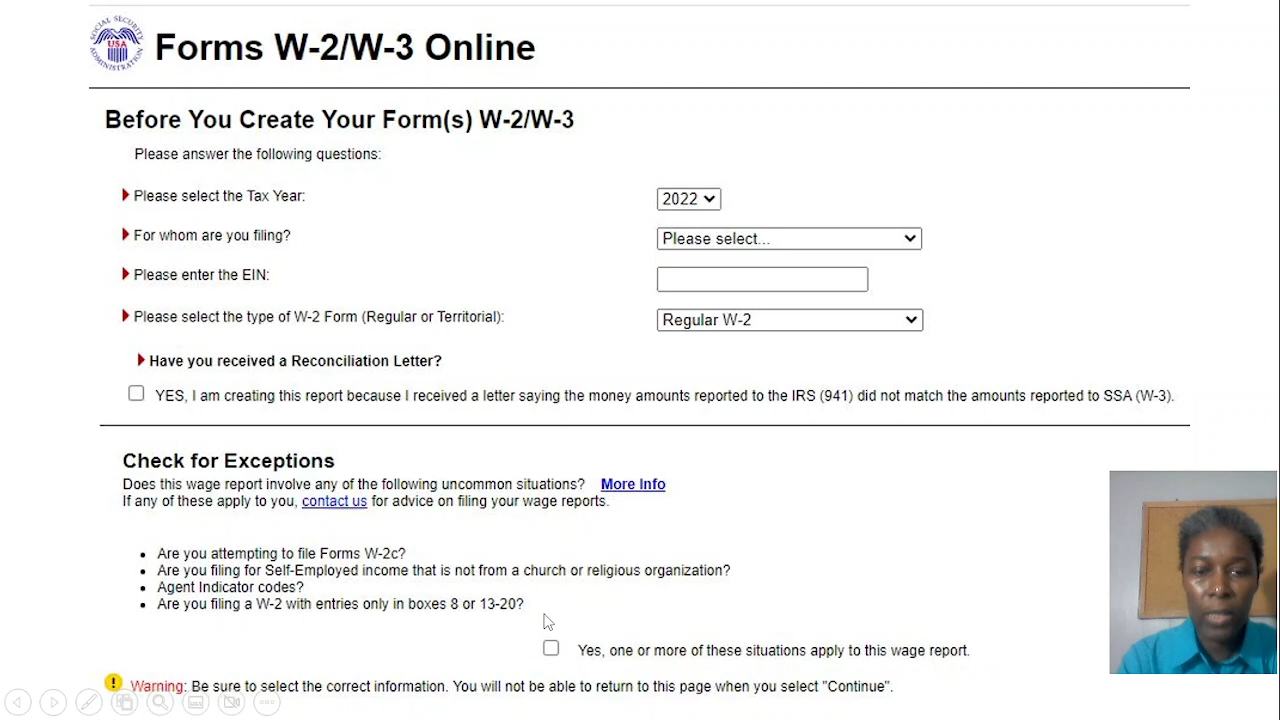 SOCIAL SECURITY ADMINISTRATION
USA
Forms W-2/W-3 Online
Before You Create Your Form(s) W-2/W-3
Please answer the following questions:
Please select the Tax Year: 2022
For whom are you filing? Please select...
Please enter the EIN:
Please select the type of W-2 Form (Regular or Territorial): Regular W-2
Have you received a Reconciliation Letter?
YES, I am creating this report because I received a letter saying the money amounts reported to the IRS (941) did not match the amounts reported to SSA (W-3).
Check for Exceptions
Does this wage report involve any of the following uncommon situations? More Info
If any of these apply to you, contact us for advice on filing your wage reports.
• Are you attempting to file Forms W-2c?
• Are you filing for Self-Employed income that is not from a church or religious organization?
• Agent Indicator codes?
• Are you filing a W-2 with entries only in boxes 8 or 13-20?
Yes, one or more of these situations apply to this wage report.
! Warning: Be sure to select the correct information. You will not be able to return to this page when you select "Continue".